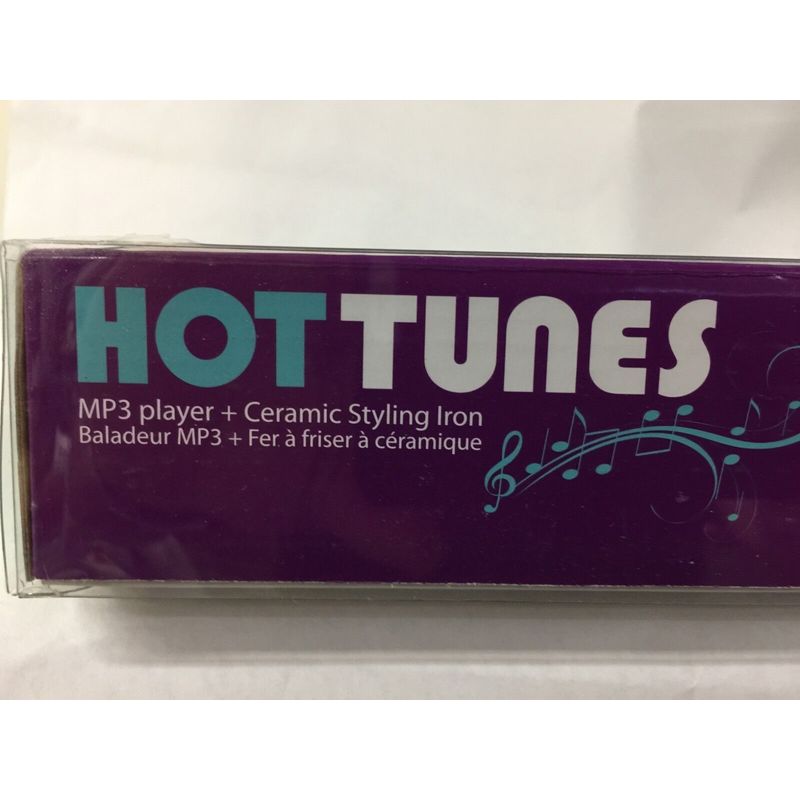 HOT TUNES
MP3 player + Ceramic Styling Iron
Baladeur MP3 + Fer à friser à céramique